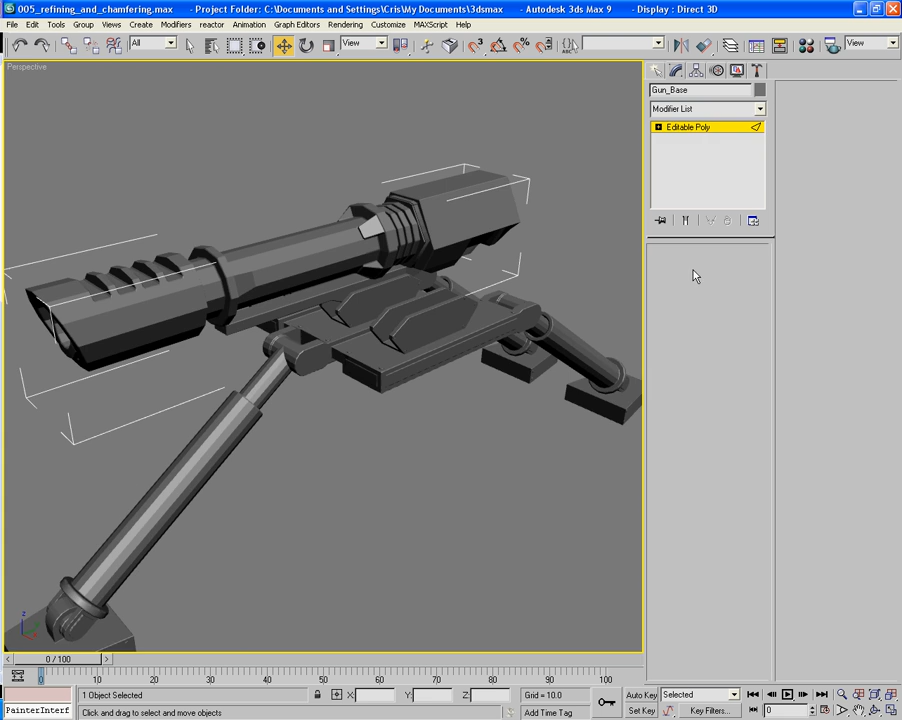 005_refining_and_chamfering.max - Project Folder: C:\Documents and Settings\Cris\My Documents\3dsmax - Autodesk 3ds Max 9 - Display : Direct 3D
File Edit Tools Group Views Create Modifiers reactor Animation Graph Editors Rendering Customize MAXScript Help
All View View
Perspective
Gun_Base
Modifier List
Editable Poly
0 / 100
0 10 20 30 40 50 60 70 80 90 100
1 Object Selected X: Y: Z: Grid = 10.0 Auto Key Selected
PainterInterf Click and drag to select and move objects Add Time Tag Set Key Key Filters... 0